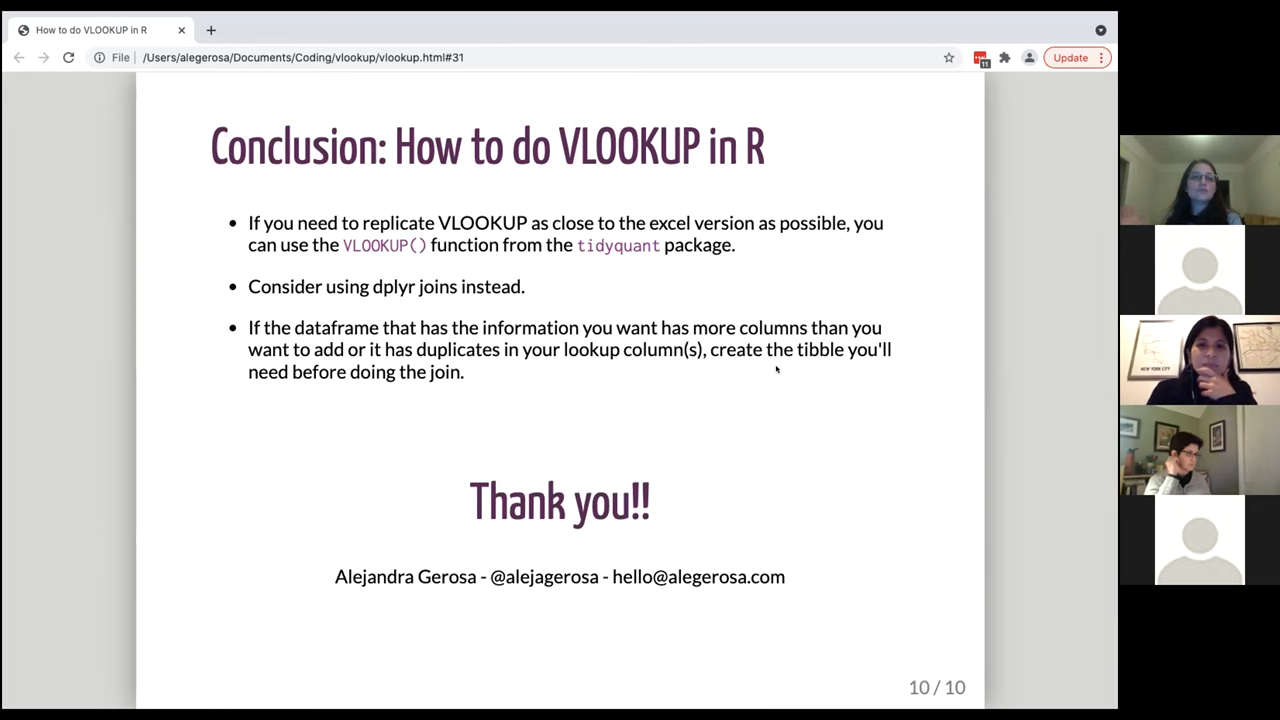 How to do VLOOKUP in R
File
/Users/alegerosa/Documents/Coding/vlookup/vlookup.html#31
11
Update
Conclusion: How to do VLOOKUP in R
• If you need to replicate VLOOKUP as close to the excel version as possible, you
can use the VLOOKUP() function from the tidyquant package.
• Consider using dplyr joins instead.
• If the dataframe that has the information you want has more columns than you
want to add or it has duplicates in your lookup column(s), create the tibble you'll
need before doing the join.
Thank you!!
Alejandra Gerosa - @alejagerosa - hello@alegerosa.com
10 / 10
NEW YORK CITY